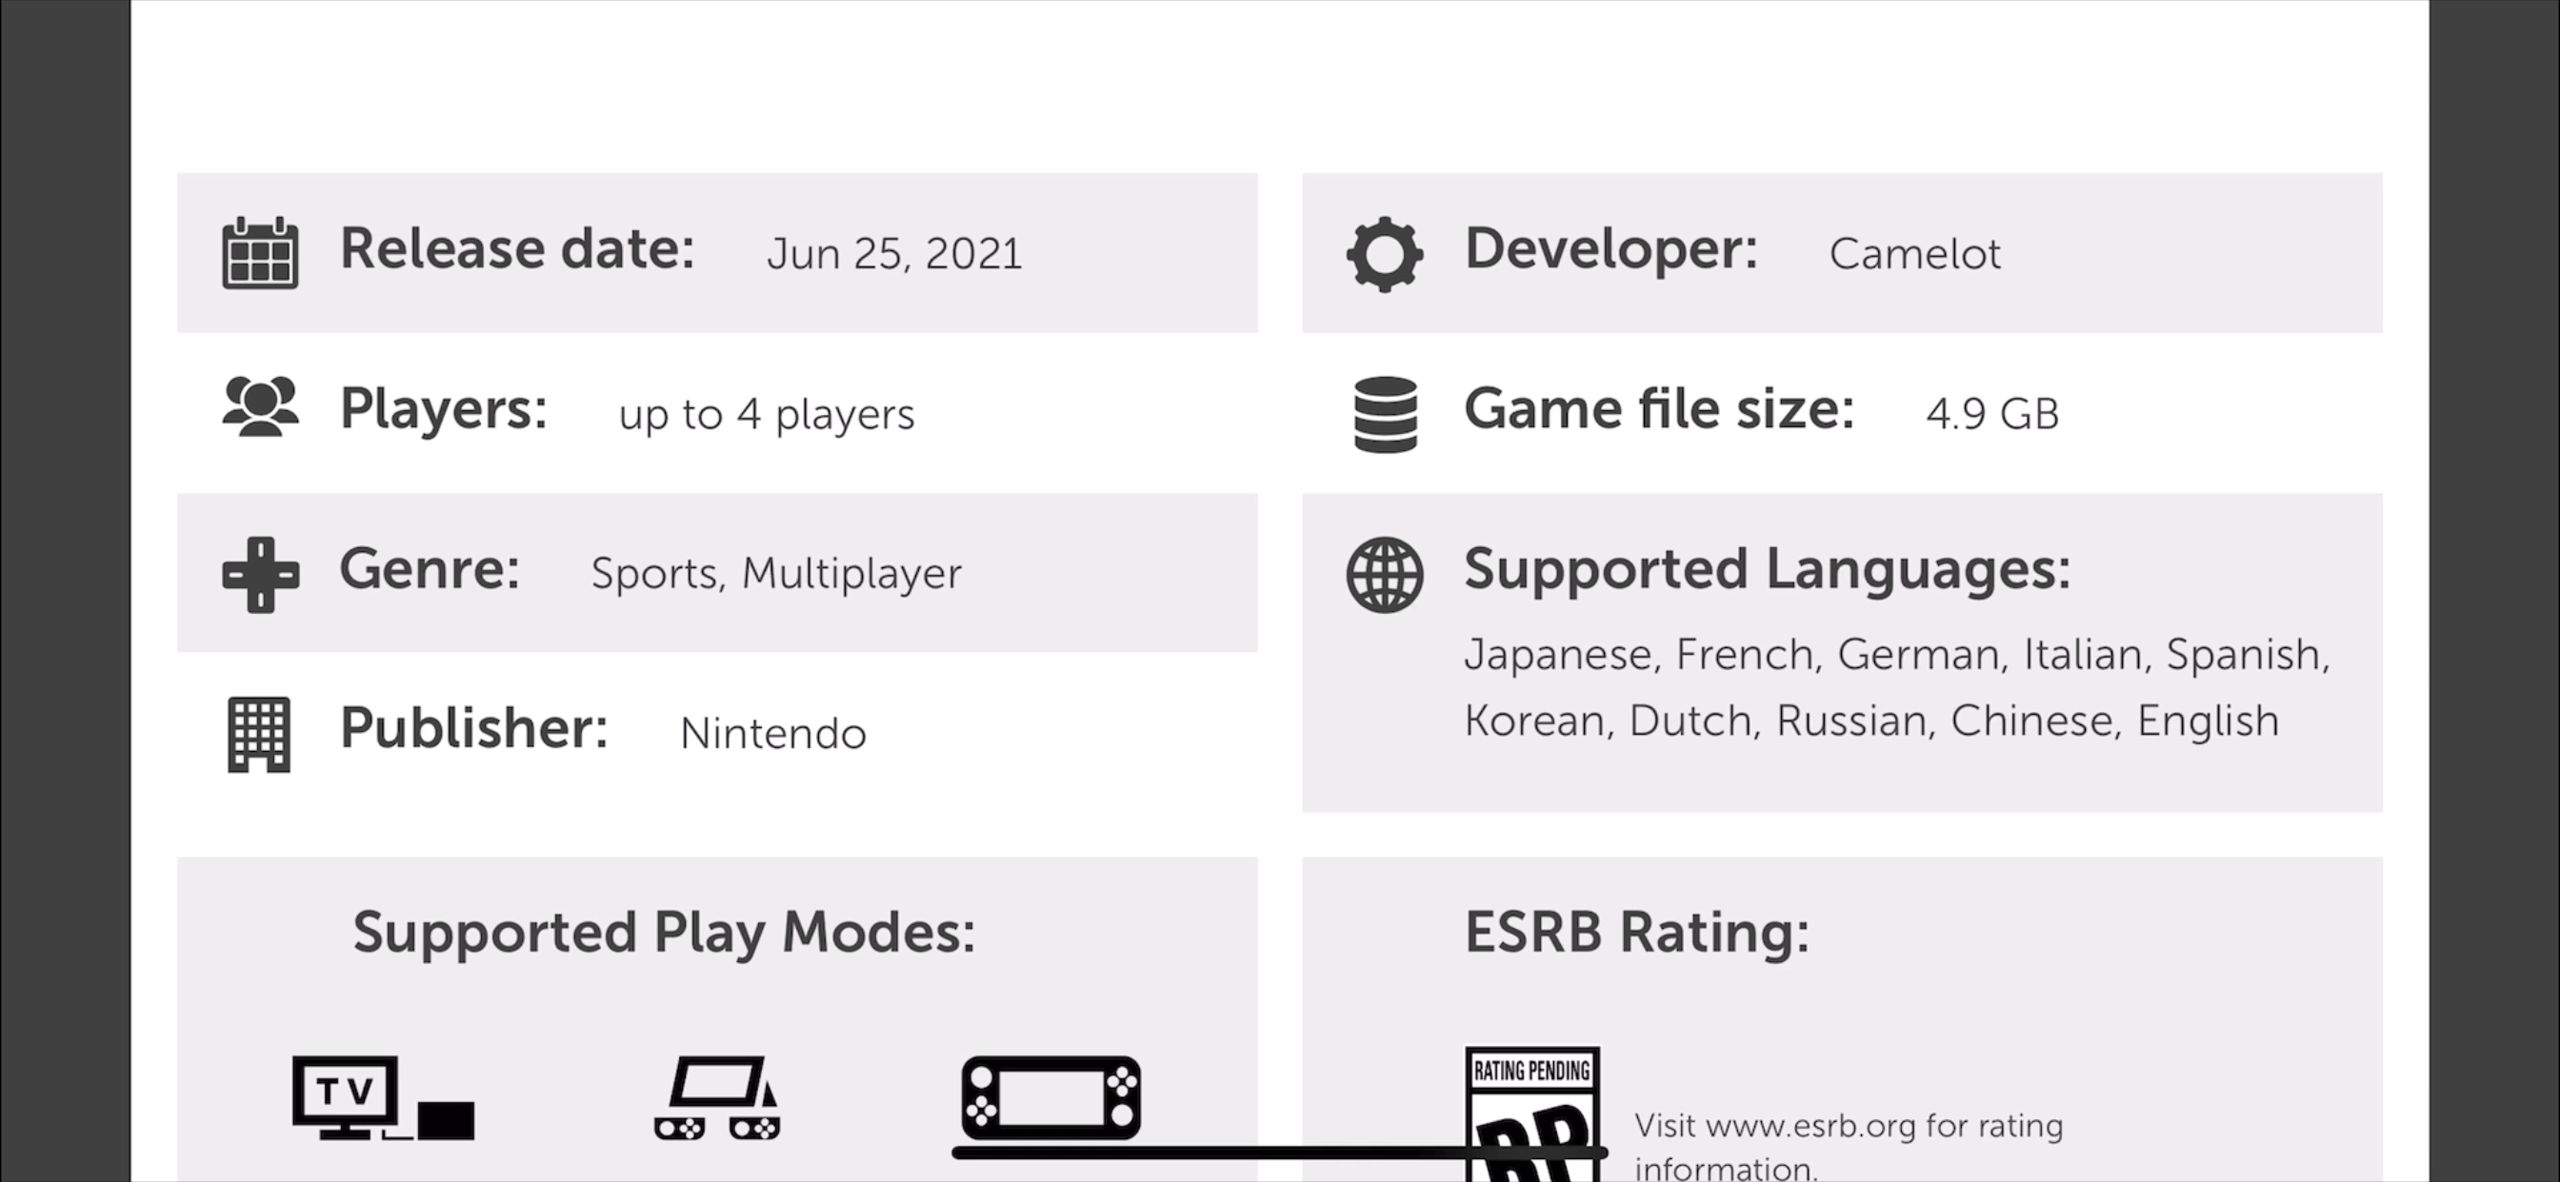 Release date: Jun 25, 2021
Developer: Camelot
Players: up to 4 players
Game file size: 4.9 GB
Genre: Sports, Multiplayer
Supported Languages:
Japanese, French, German, Italian, Spanish,
Korean, Dutch, Russian, Chinese, English
Publisher: Nintendo
Supported Play Modes:
TV
ESRB Rating:
RATING PENDING
RP
Visit www.esrb.org for rating
information.